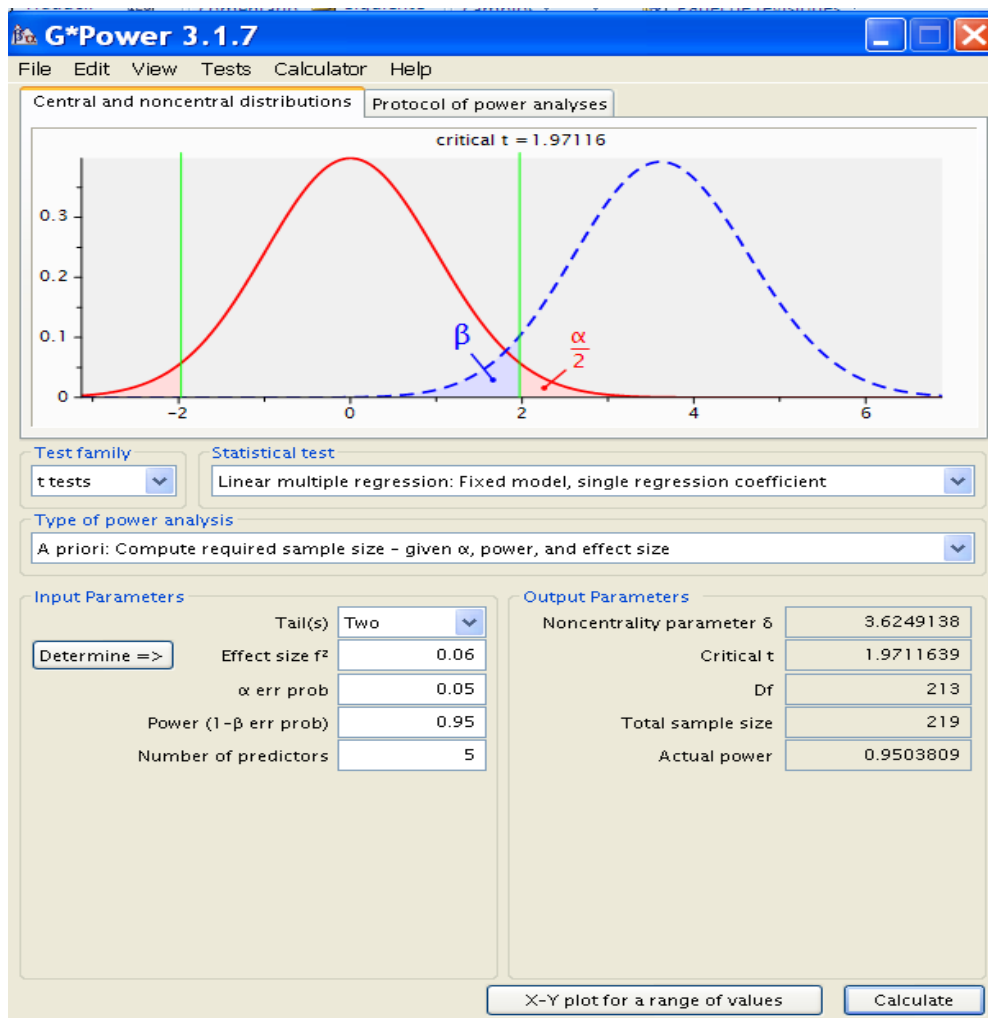 G*Power 3.1.7
File Edit View Tests Calculator Help
Central and noncentral distributions Protocol of power analyses
critical t = 1.97116
0.3
0.2
0.1
0
β
α
2
-2 0 2 4 6
Test family
t tests
Statistical test
Linear multiple regression: Fixed model, single regression coefficient
Type of power analysis
A priori: Compute required sample size - given α, power, and effect size
Input Parameters
Tail(s) Two
Determine => Effect size f² 0.06
α err prob 0.05
Power (1-β err prob) 0.95
Number of predictors 5
Output Parameters
Noncentrality parameter δ 3.6249138
Critical t 1.9711639
Df 213
Total sample size 219
Actual power 0.9503809
X-Y plot for a range of values Calculate